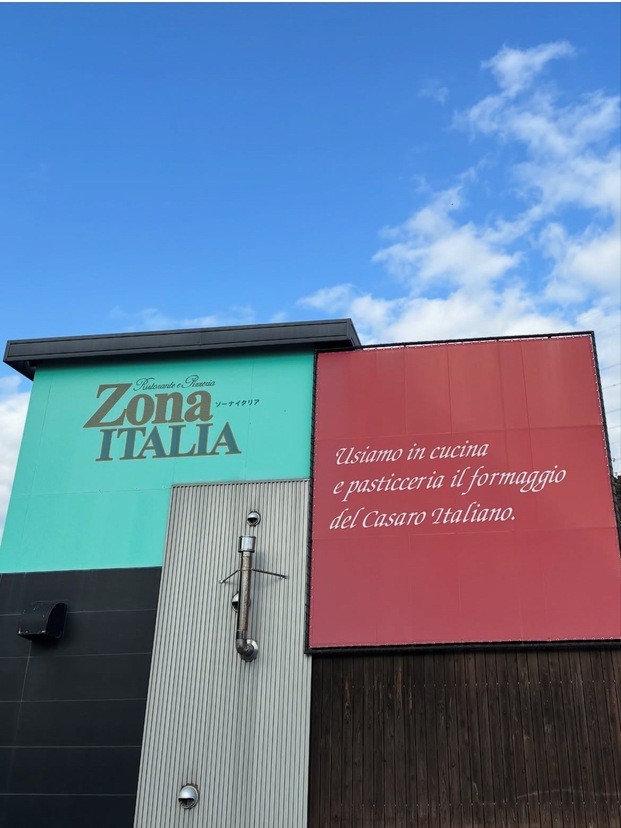 Ristorante e Pizzeria
Zona
ソーナイタリア
ITALIA
Usiamo in cucina
e pasticceria il formaggio
del Casaro Italiano.